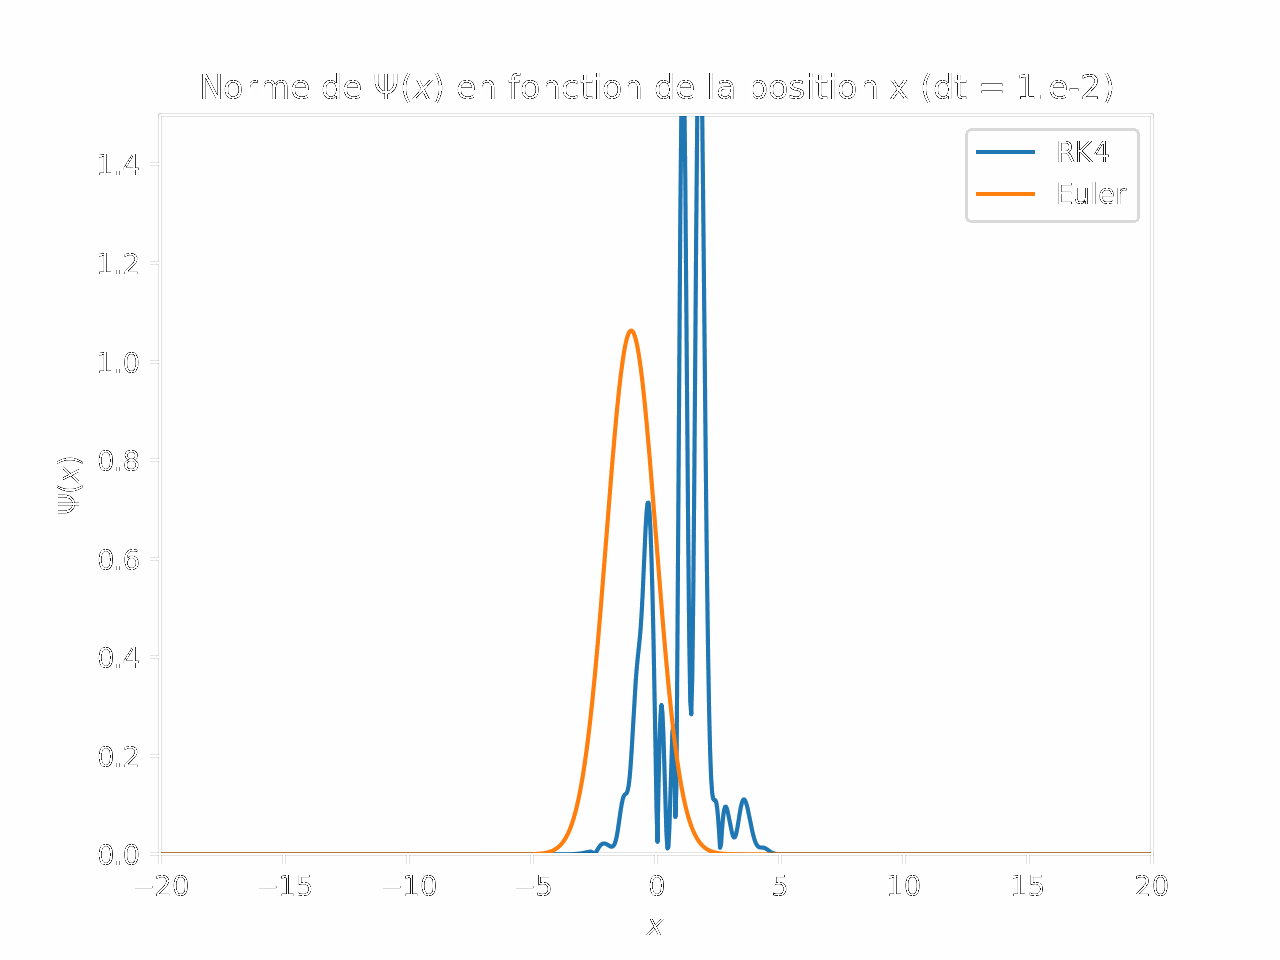 Norme de Ψ(x) en fonction de la position x (dt = 1.e-2)
RK4
Euler
1.4
1.2
1.0
0.8
0.6
0.4
0.2
0.0
Ψ(x)
−20 −15 −10 −5 0 5 10 15 20
x